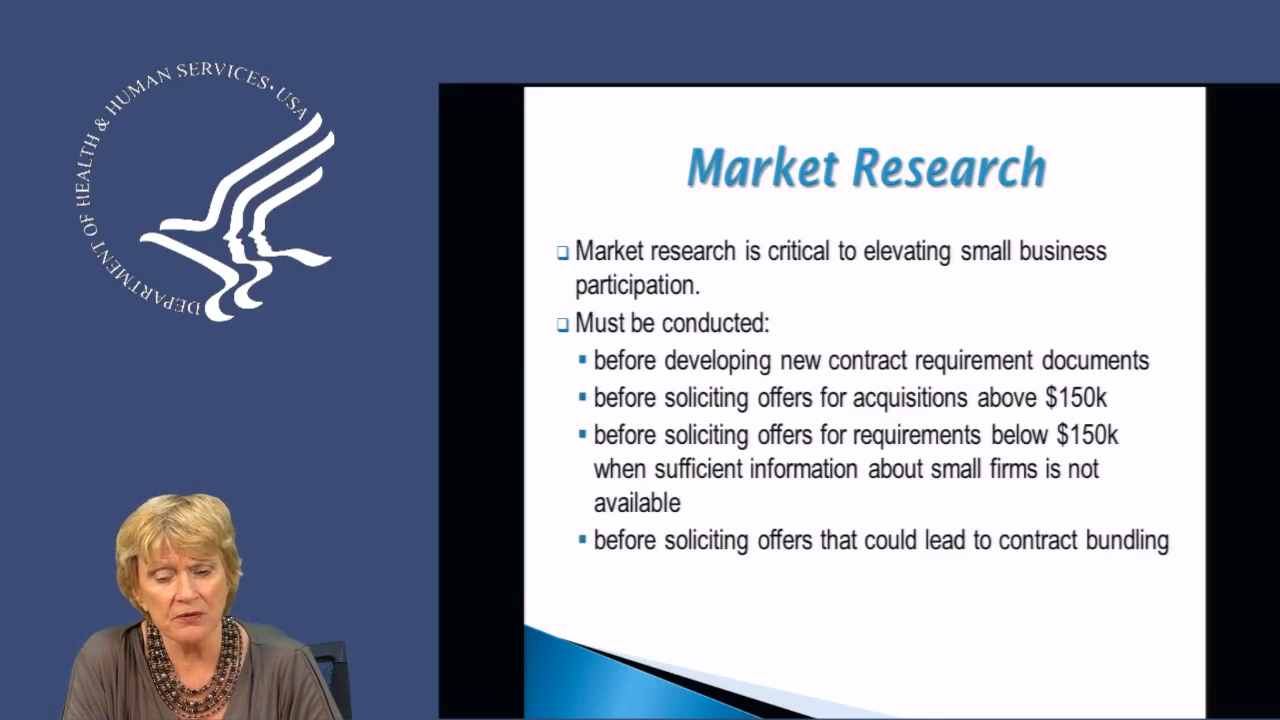 DEPARTMENT OF HEALTH & HUMAN SERVICES • USA
Market Research
Market research is critical to elevating small business
participation.
Must be conducted:
before developing new contract requirement documents
before soliciting offers for acquisitions above $150k
before soliciting offers for requirements below $150k
when sufficient information about small firms is not
available
before soliciting offers that could lead to contract bundling